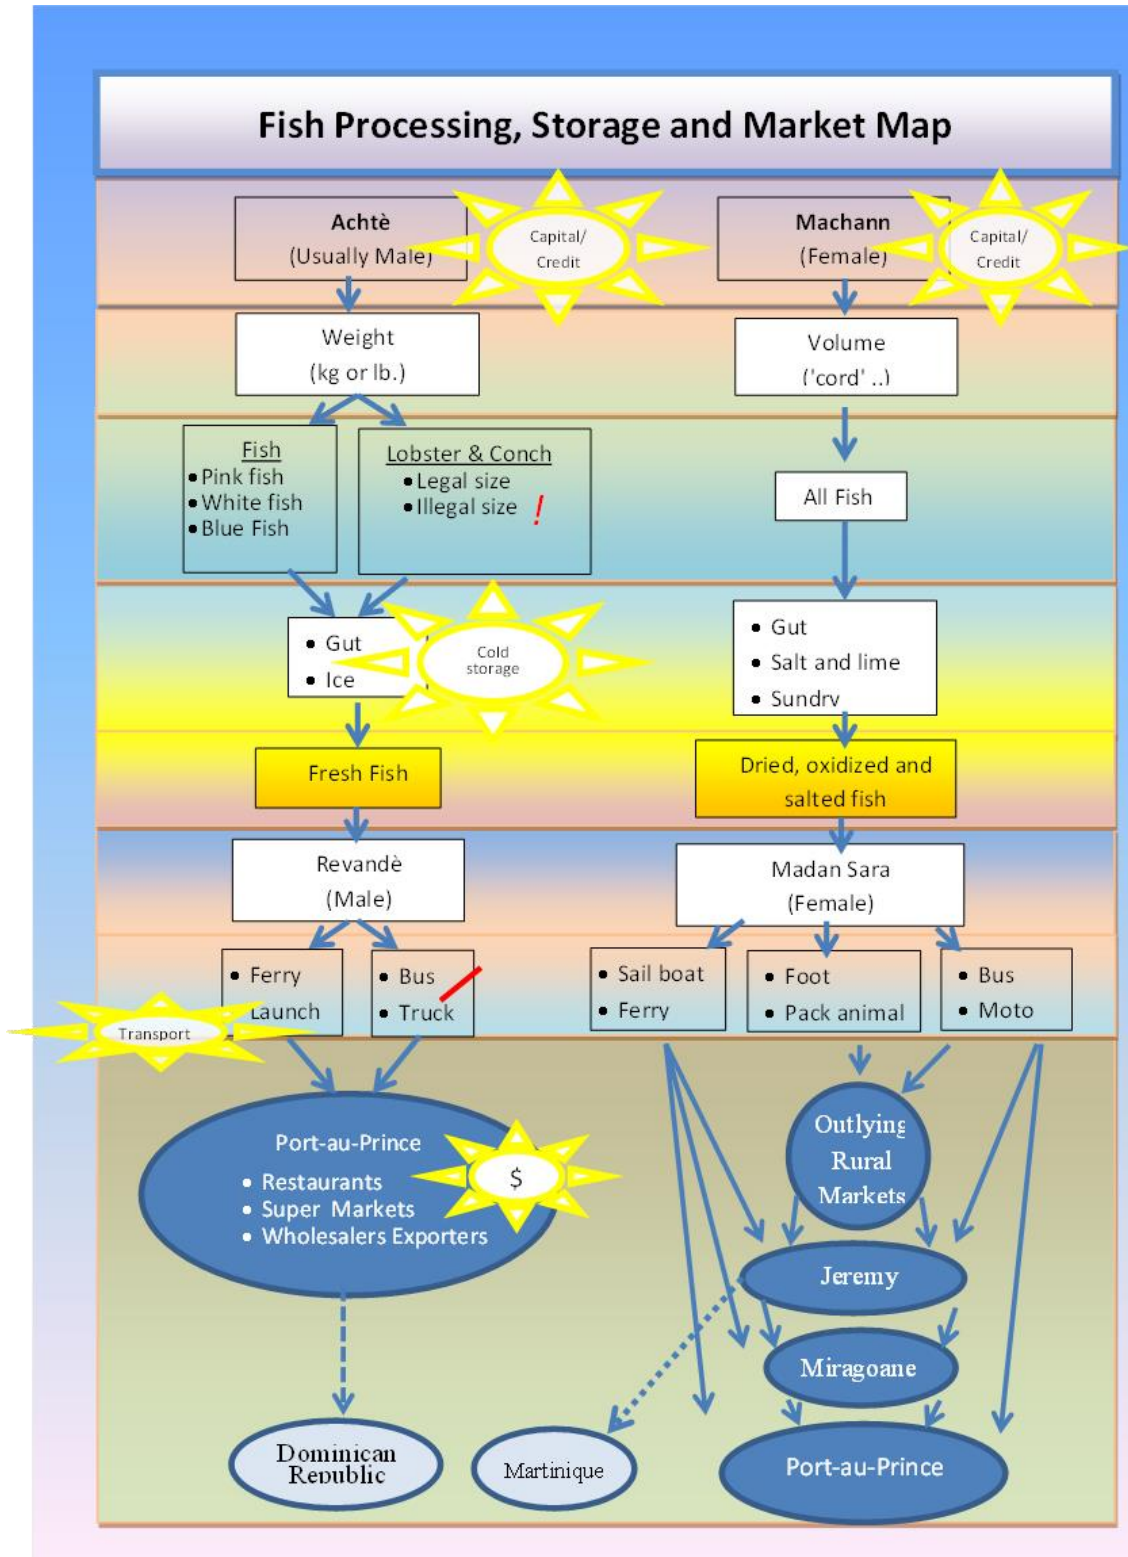 Fish Processing, Storage and Market Map
Achtè
(Usually Male)
Capital/
Credit
Machann
(Female)
Capital/
Credit
Weight
(kg or lb.)
Volume
('cord' ..)
Fish
• Pink fish
• White fish
• Blue Fish
Lobster & Conch
• Legal size
• Illegal size !
All Fish
• Gut
• Ice
Cold
storage
• Gut
• Salt and lime
• Sundry
Fresh Fish
Dried, oxidized and
salted fish
Revandè
(Male)
Madan Sara
(Female)
• Ferry
Launch
• Bus
• Truck
• Sail boat
• Ferry
• Foot
• Pack animal
• Bus
• Moto
Transport
Port-au-Prince
• Restaurants
• Super Markets
• Wholesalers Exporters
$
Outlying
Rural
Markets
Jeremy
Miragoane
Dominican
Republic
Martinique
Port-au-Prince